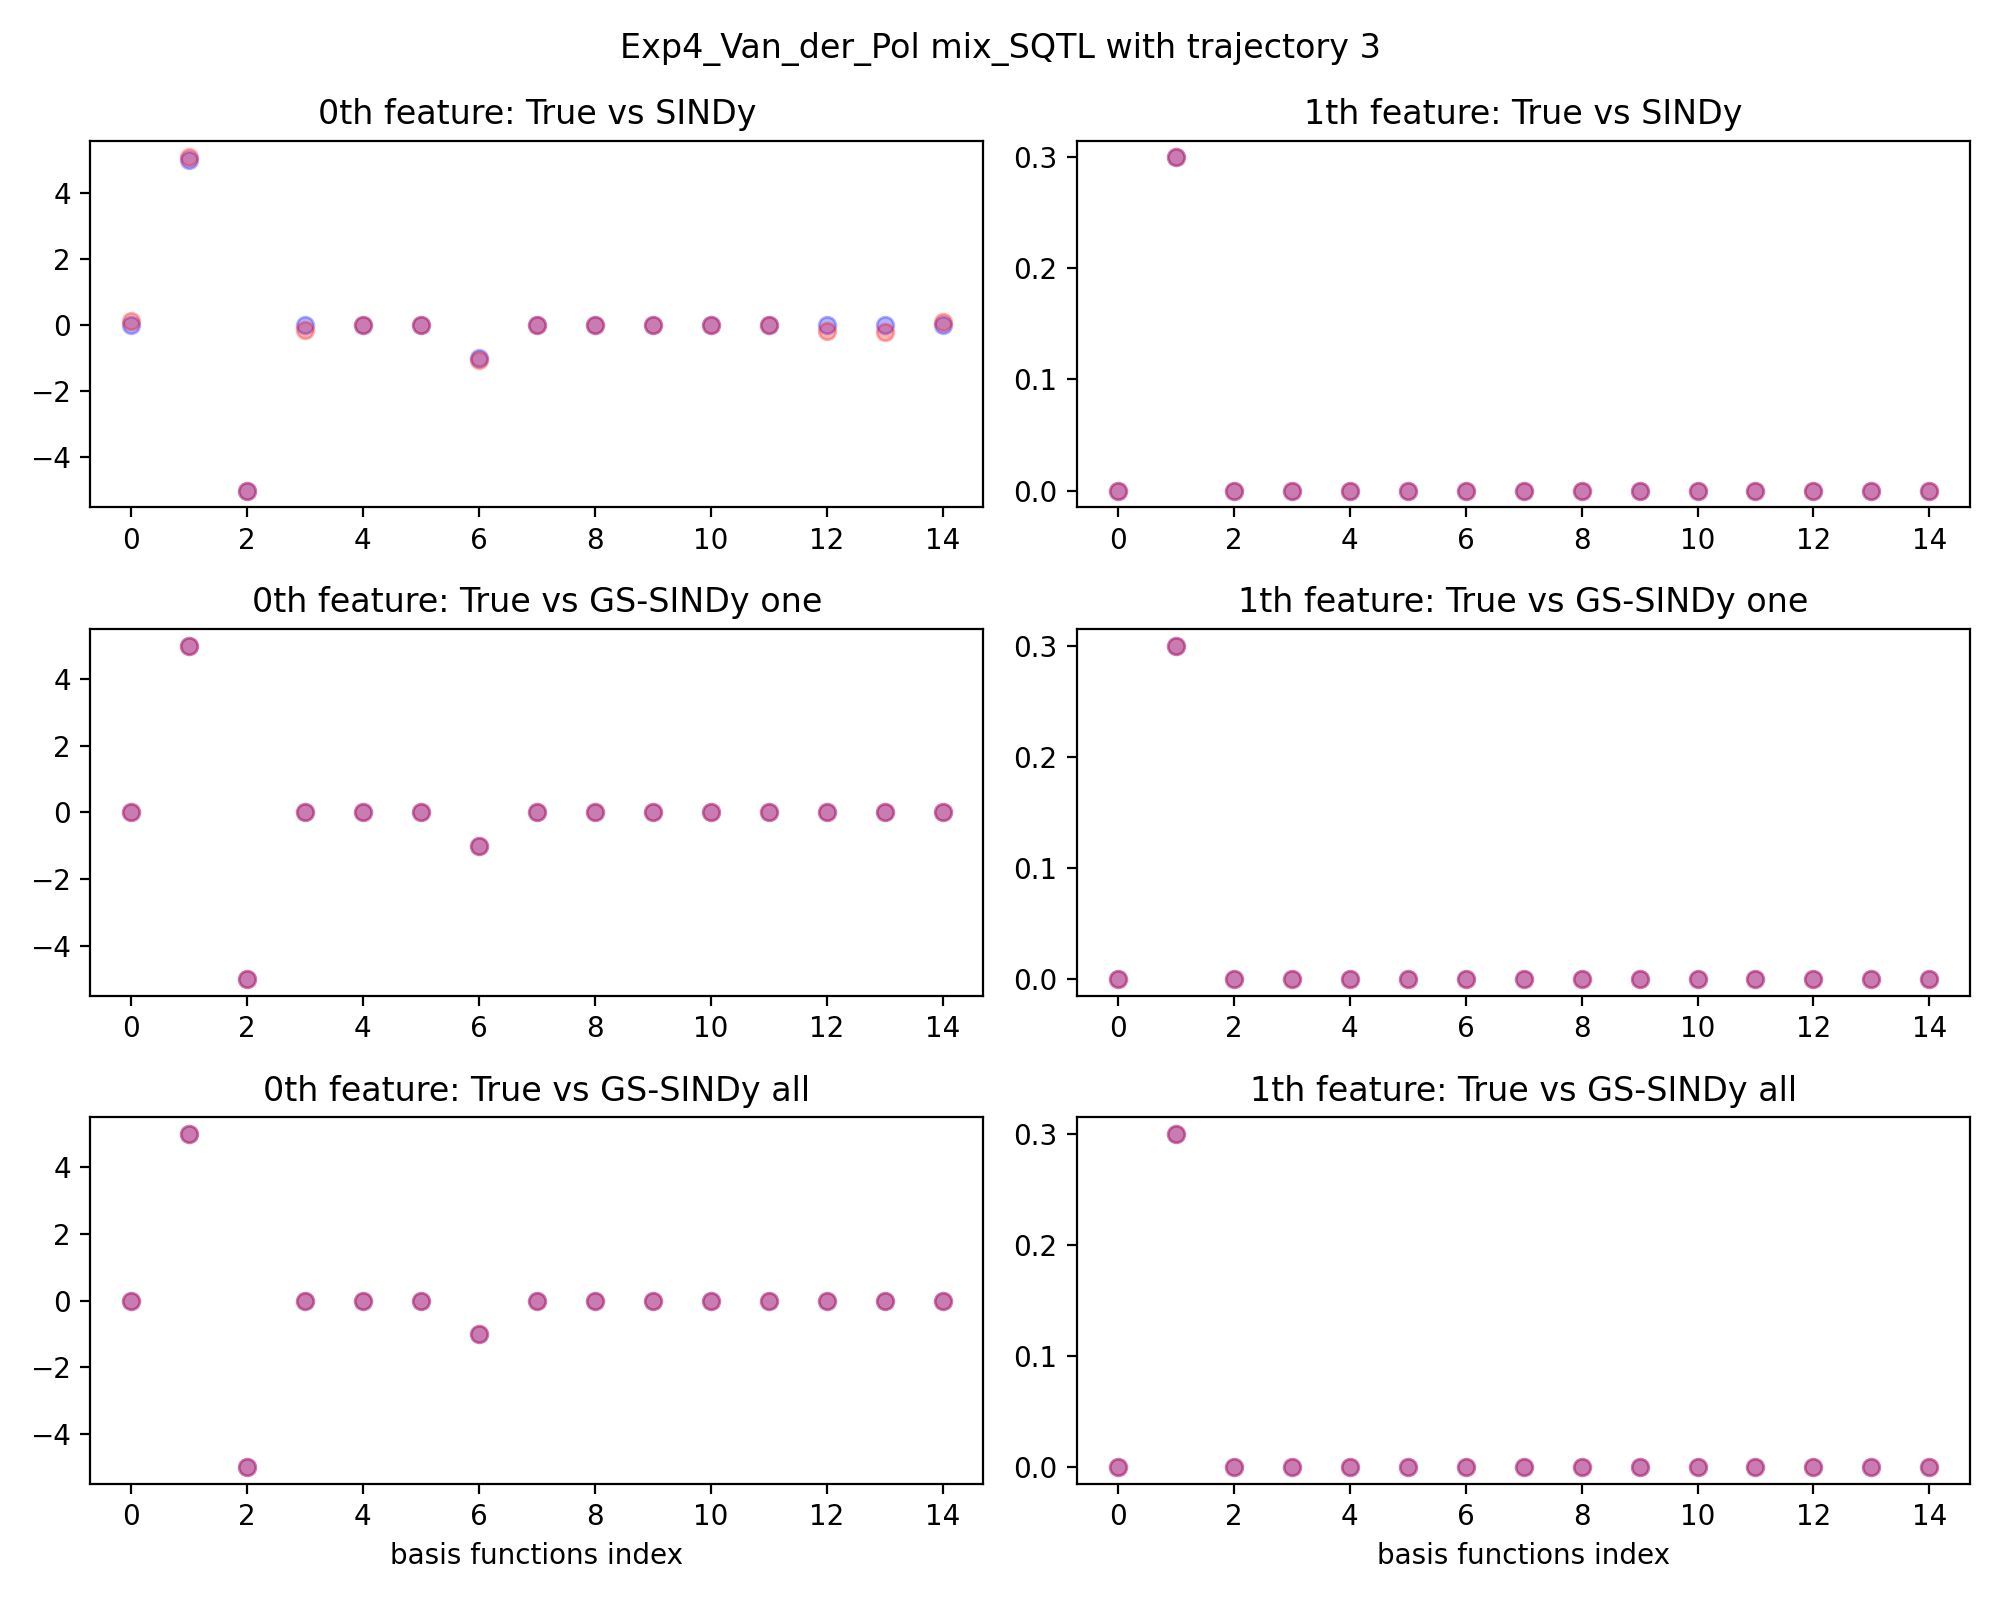 Exp4_Van_der_Pol mix_SQTL with trajectory 3
0th feature: True vs SINDy
4
2
0
−2
−4
0 2 4 6 8 10 12 14
1th feature: True vs SINDy
0.3
0.2
0.1
0.0
0 2 4 6 8 10 12 14
0th feature: True vs GS-SINDy one
4
2
0
−2
−4
0 2 4 6 8 10 12 14
1th feature: True vs GS-SINDy one
0.3
0.2
0.1
0.0
0 2 4 6 8 10 12 14
0th feature: True vs GS-SINDy all
4
2
0
−2
−4
0 2 4 6 8 10 12 14
basis functions index
1th feature: True vs GS-SINDy all
0.3
0.2
0.1
0.0
0 2 4 6 8 10 12 14
basis functions index